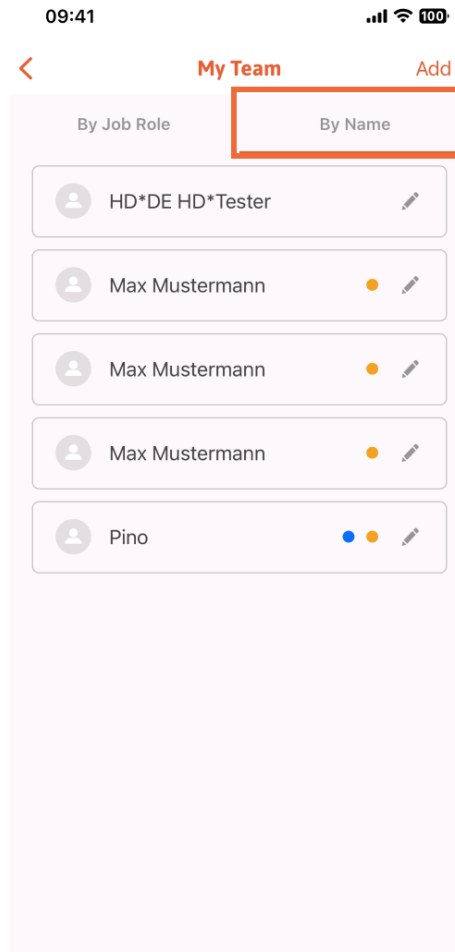 09:41 100
My Team Add
By Job Role By Name
HD*DE HD*Tester
Max Mustermann
Max Mustermann
Max Mustermann
Pino